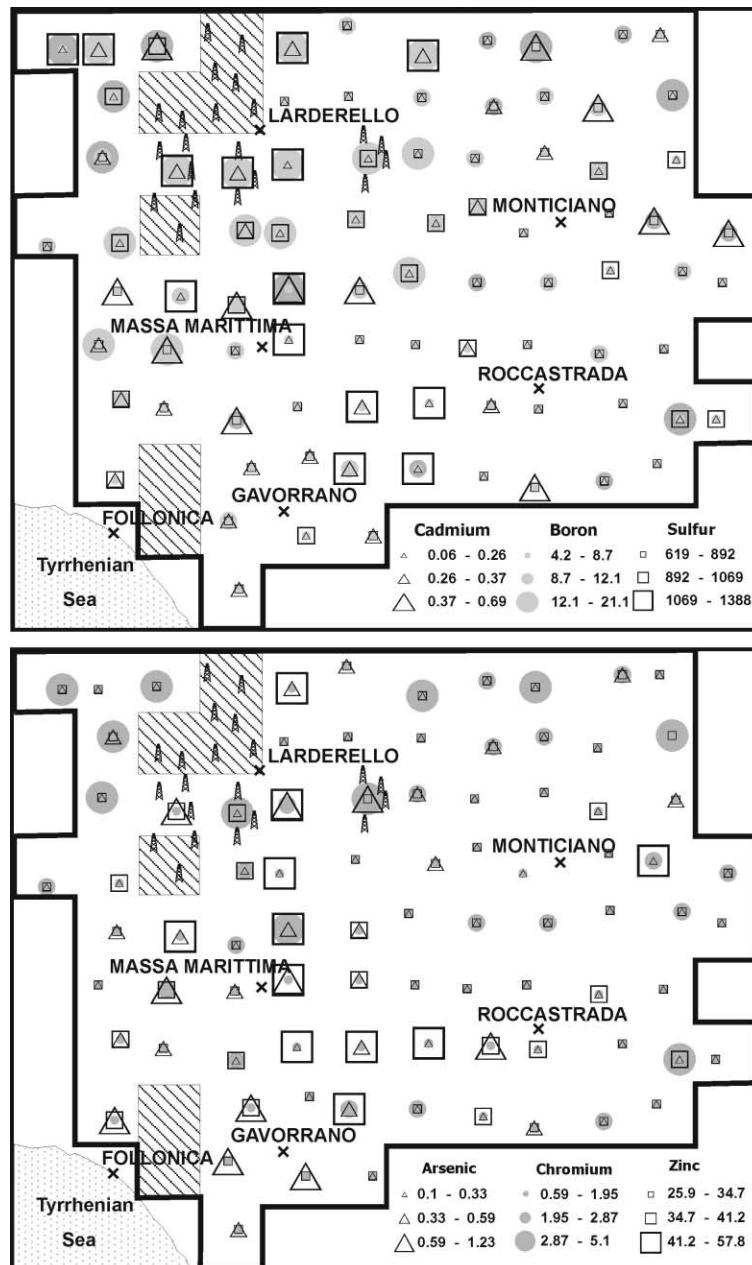 LARDERELLO
MONTICIANO
MASSA MARITTIMA
ROCCASTRADA
GAVORRANO
FOLLONICA
Tyrrhenian
Sea
Cadmium Boron Sulfur
0.06 - 0.26 4.2 - 8.7 619 - 892
0.26 - 0.37 8.7 - 12.1 892 - 1069
0.37 - 0.69 12.1 - 21.1 1069 - 1388
LARDERELLO
MONTICIANO
MASSA MARITTIMA
ROCCASTRADA
GAVORRANO
FOLLONICA
Tyrrhenian
Sea
Arsenic Chromium Zinc
0.1 - 0.33 0.59 - 1.95 25.9 - 34.7
0.33 - 0.59 1.95 - 2.87 34.7 - 41.2
0.59 - 1.23 2.87 - 5.1 41.2 - 57.8